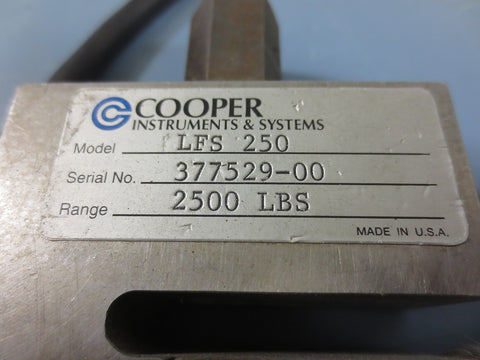 COOPER
INSTRUMENTS & SYSTEMS
Model LFS 250
Serial No. 377529-00
Range 2500 LBS
MADE IN U.S.A.